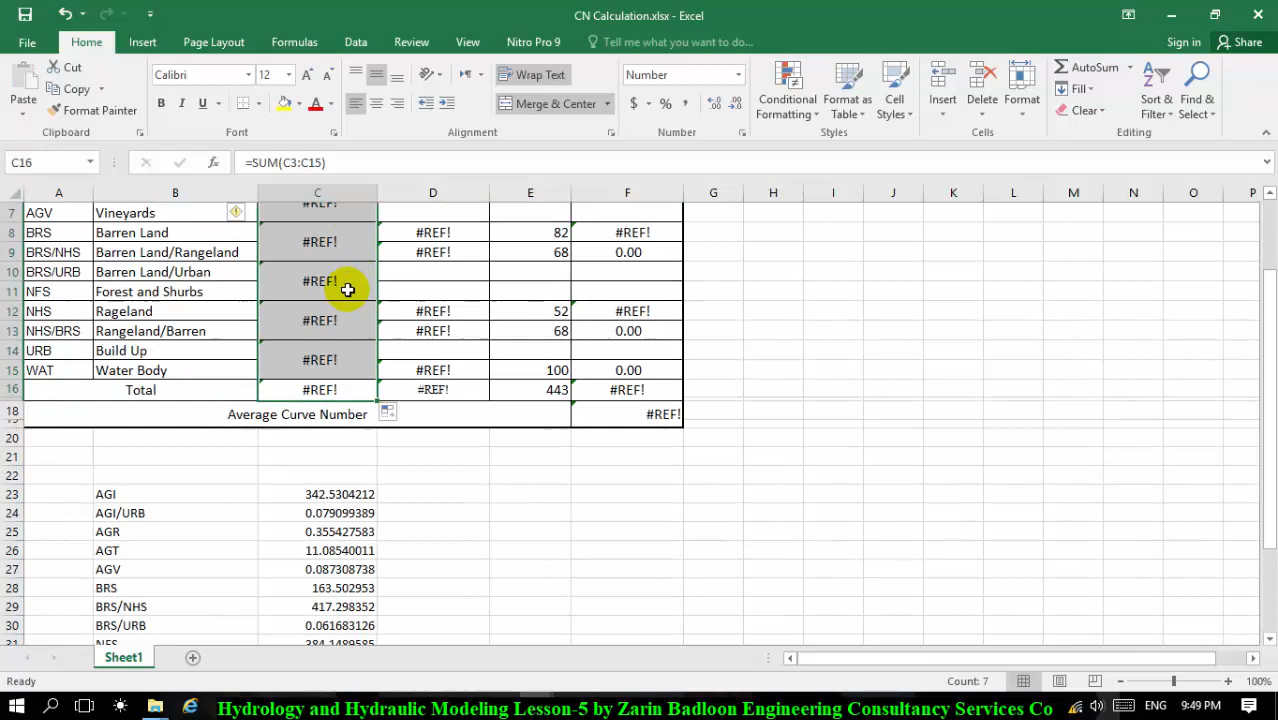 CN Calculation.xlsx - Excel
File Home Insert Page Layout Formulas Data Review View Nitro Pro 9 Tell me what you want to do... Sign in Share
Paste Cut Copy Format Painter
Calibri 12 Wrap Text Number AutoSum
B I U Merge & Center $ % , Conditional Formatting Format as Table Cell Styles Insert Delete Format Fill Clear Sort & Filter Find & Select
Clipboard Font Alignment Number Styles Cells Editing
C16 fx =SUM(C3:C15)
A B C D E F G H I J K L M N O P
7 AGV Vineyards #REF!
8 BRS Barren Land #REF! 82 #REF!
#REF!
9 BRS/NHS Barren Land/Rangeland #REF! 68 0.00
10 BRS/URB Barren Land/Urban
#REF!
11 NFS Forest and Shurbs
12 NHS Rageland #REF! 52 #REF!
#REF!
13 NHS/BRS Rangeland/Barren #REF! 68 0.00
14 URB Build Up
#REF!
15 WAT Water Body #REF! 100 0.00
16 Total #REF! #REF! 443 #REF!
18 Average Curve Number #REF!
20
21
22
23 AGI 342.5304212
24 AGI/URB 0.079099389
25 AGR 0.355427583
26 AGT 11.08540011
27 AGV 0.087308738
28 BRS 163.502953
29 BRS/NHS 417.298352
30 BRS/URB 0.061683126
31 NFS 384.1489585
Sheet1
Ready Count: 7 100%
Hydrology and Hydraulic Modeling Lesson-5 by Zarin Badloon Engineering Consultancy Services Co ENG 9:49 PM